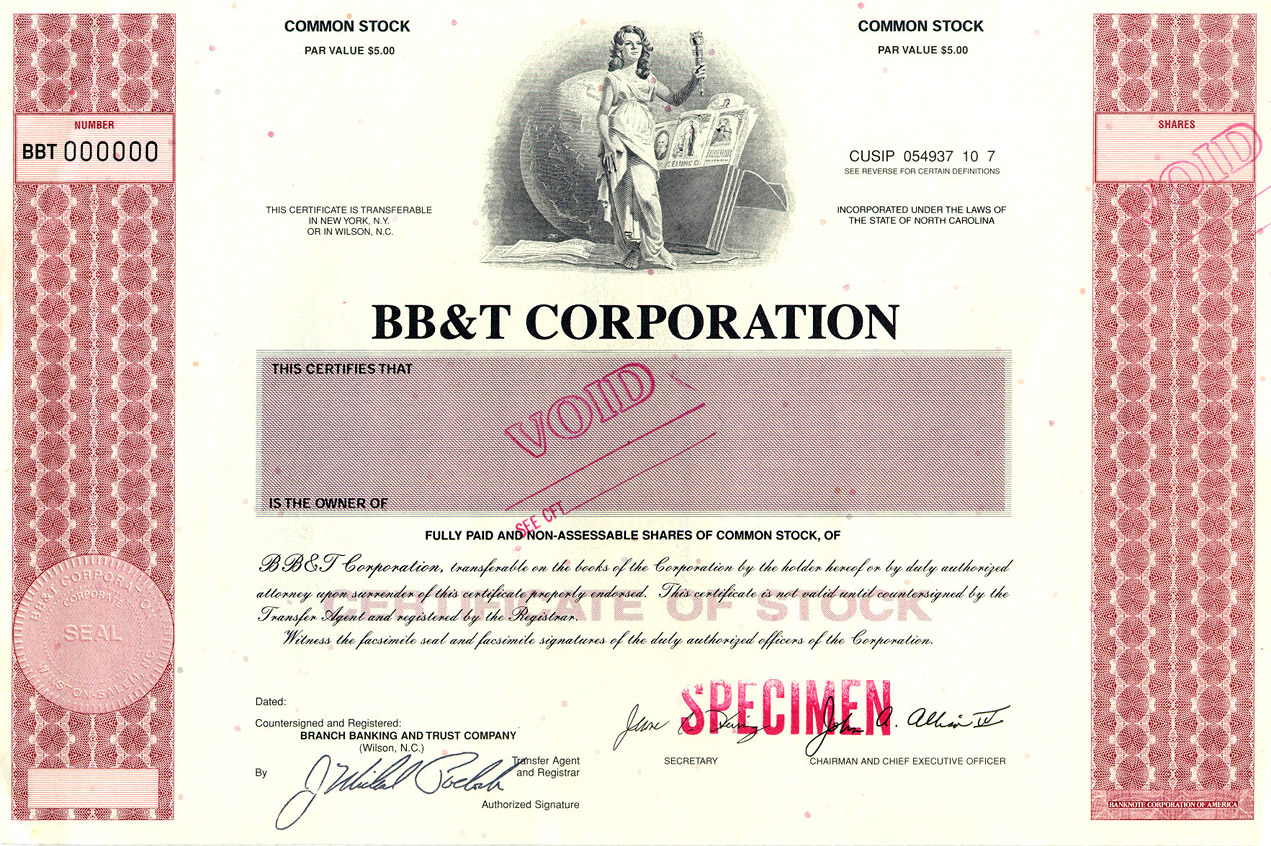 COMMON STOCK
PAR VALUE $5.00
COMMON STOCK
PAR VALUE $5.00
NUMBER
BBT 000000
SHARES
VOID
CUSIP 054937 10 7
SEE REVERSE FOR CERTAIN DEFINITIONS
THIS CERTIFICATE IS TRANSFERABLE
IN NEW YORK, N.Y.
OR IN WILSON, N.C.
INCORPORATED UNDER THE LAWS OF
THE STATE OF NORTH CAROLINA
BB&T CORPORATION
THIS CERTIFIES THAT
VOID
IS THE OWNER OF
SEE CPT.
FULLY PAID AND NON-ASSESSABLE SHARES OF COMMON STOCK, OF
BB&T Corporation, transferable on the books of the Corporation by the holder hereof or by duly authorized
attorney upon surrender of this certificate properly endorsed. This certificate is not valid until countersigned by the
CERTIFICATE OF STOCK
Transfer Agent and registered by the Registrar.
Witness the facsimile seal and facsimile signatures of the duly authorized officers of the Corporation.
BB&T CORPORATION
CORPORATE
SEAL
WINSTON-SALEM, NC
Dated:
Countersigned and Registered:
BRANCH BANKING AND TRUST COMPANY
(Wilson, N.C.)
Transfer Agent
and Registrar
By
Authorized Signature
SPECIMEN
John A. Allison IV
SECRETARY
CHAIRMAN AND CHIEF EXECUTIVE OFFICER
BANKNOTE CORPORATION OF AMERICA